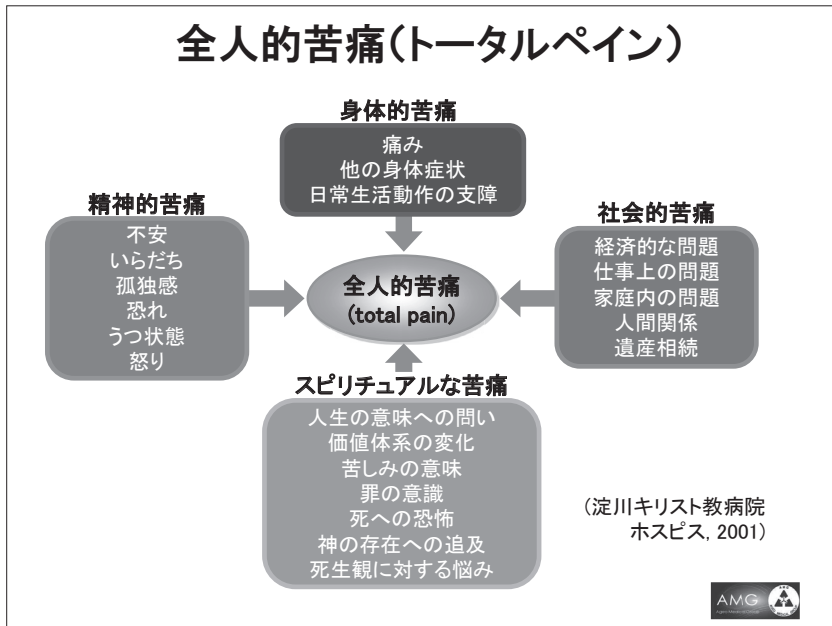 全人的苦痛(トータルペイン)
身体的苦痛
痛み
他の身体症状
日常生活動作の支障
精神的苦痛
不安
いらだち
孤独感
恐れ
うつ状態
怒り
社会的苦痛
経済的な問題
仕事上の問題
家庭内の問題
人間関係
遺産相続
全人的苦痛
(total pain)
スピリチュアルな苦痛
人生の意味への問い
価値体系の変化
苦しみの意味
罪の意識
死への恐怖
神の存在への追及
死生観に対する悩み
(淀川キリスト教病院
ホスピス, 2001)
AMG